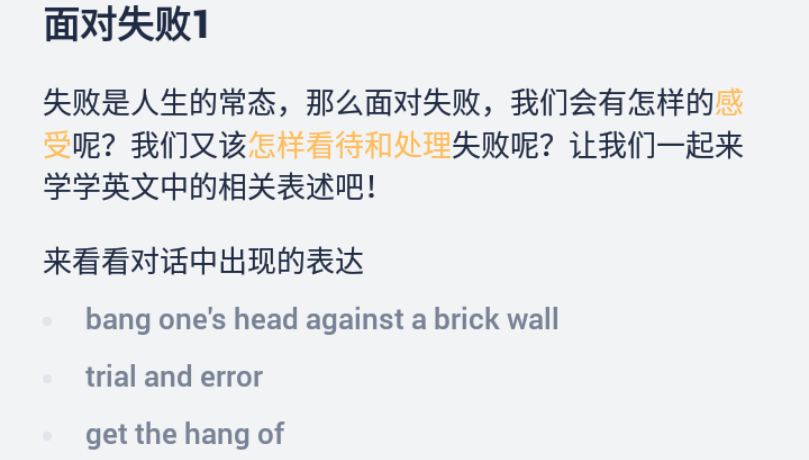 面对失败1
失败是人生的常态，那么面对失败，我们会有怎样的感
受呢？我们又该怎样看待和处理失败呢？让我们一起来
学学英文中的相关表述吧！
来看看对话中出现的表达
bang one's head against a brick wall
trial and error
get the hang of